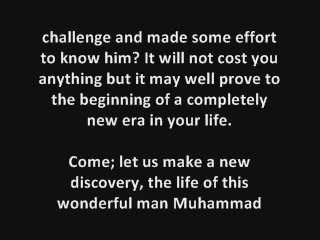 challenge and made some effort
to know him? It will not cost you
anything but it may well prove to
the beginning of a completely
new era in your life.
Come; let us make a new
discovery, the life of this
wonderful man Muhammad